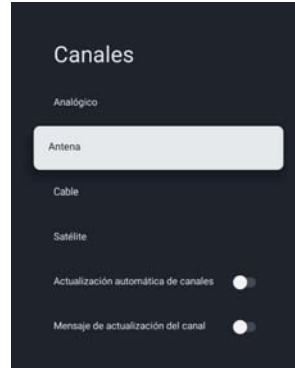 Canales
Analógico
Antena
Cable
Satélite
Actualización automática de canales
Mensaje de actualización del canal